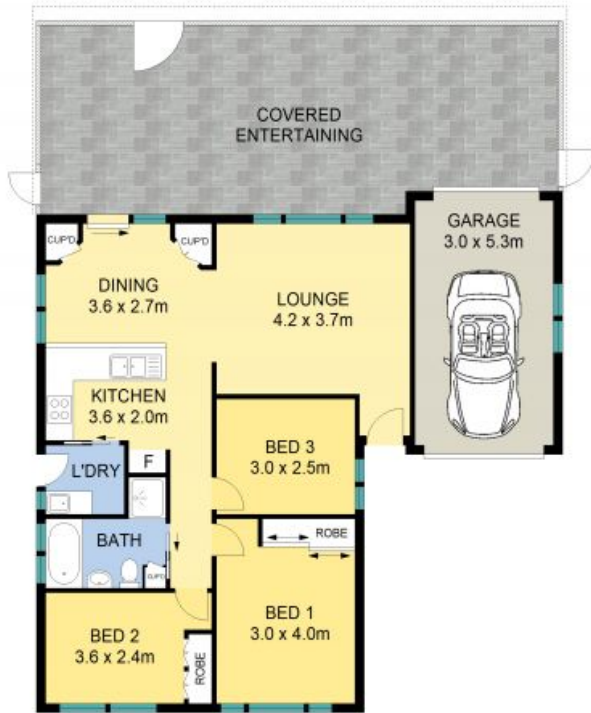 COVERED
ENTERTAINING
GARAGE
3.0 x 5.3m
CUP'D
CUP'D
DINING
3.6 x 2.7m
LOUNGE
4.2 x 3.7m
KITCHEN
3.6 x 2.0m
BED 3
3.0 x 2.5m
F
L'DRY
ROBE
BATH
CUP'D
BED 1
3.0 x 4.0m
BED 2
3.6 x 2.4m
ROBE